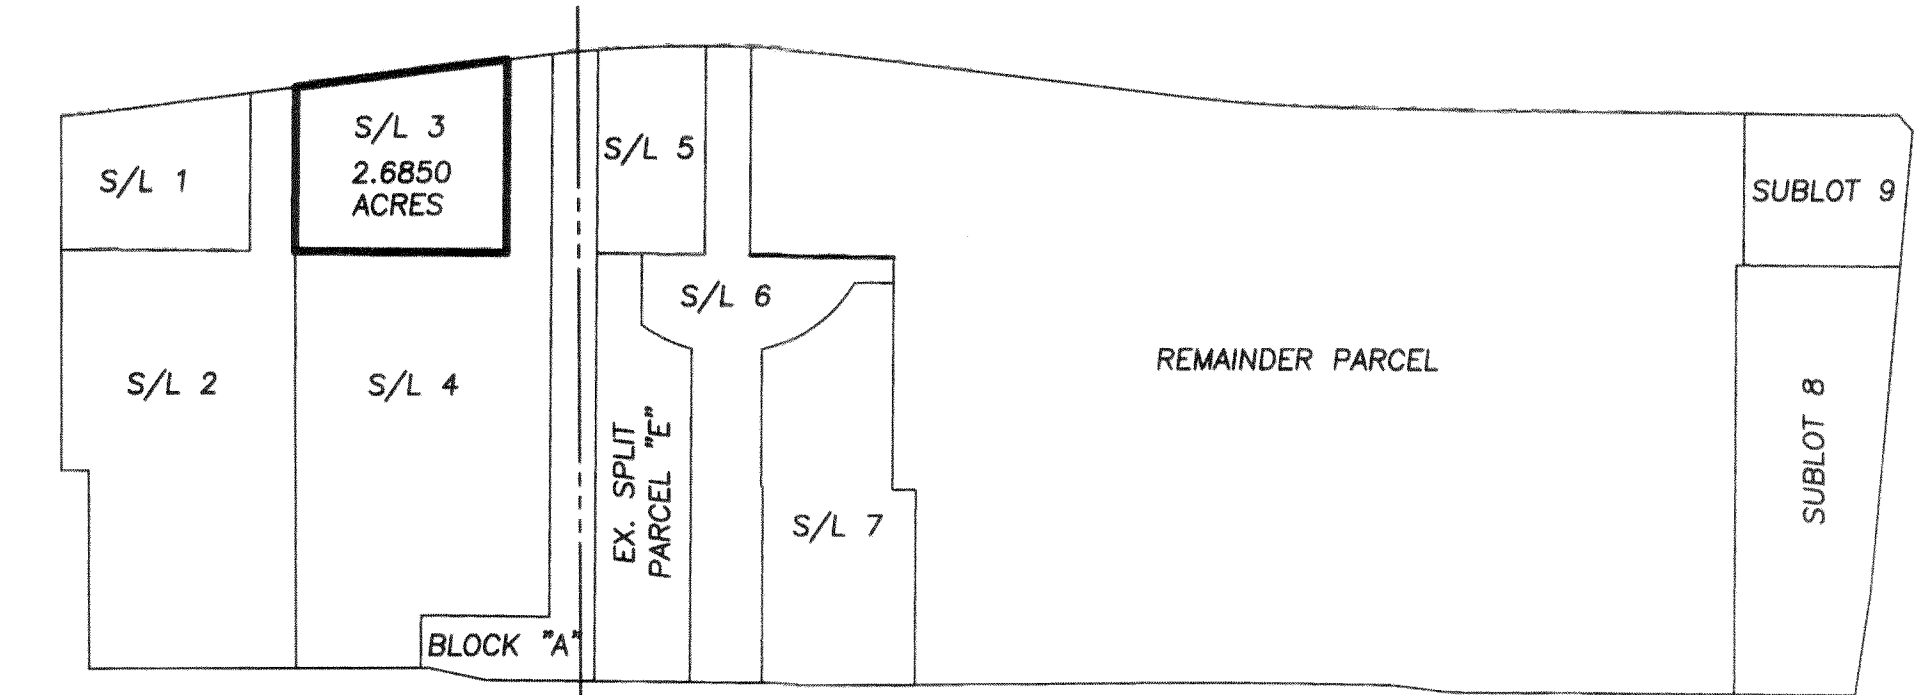 S/L 1
S/L 3
2.6850
ACRES
S/L 5
SUBLOT 9
S/L 2
S/L 4
S/L 6
REMAINDER PARCEL
EX. SPLIT
PARCEL "E"
S/L 7
SUBLOT 8
BLOCK "A"